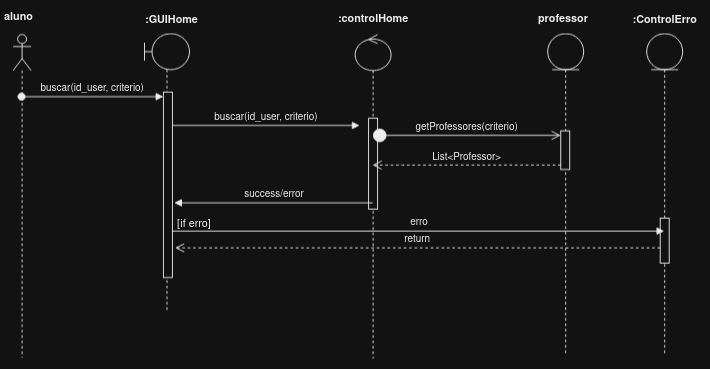 aluno
:GUIHome
:controlHome
professor
:ControlErro
buscar(id_user, criterio)
buscar(id_user, criterio)
getProfessores(criterio)
List<Professor>
success/error
[if erro]
erro
return